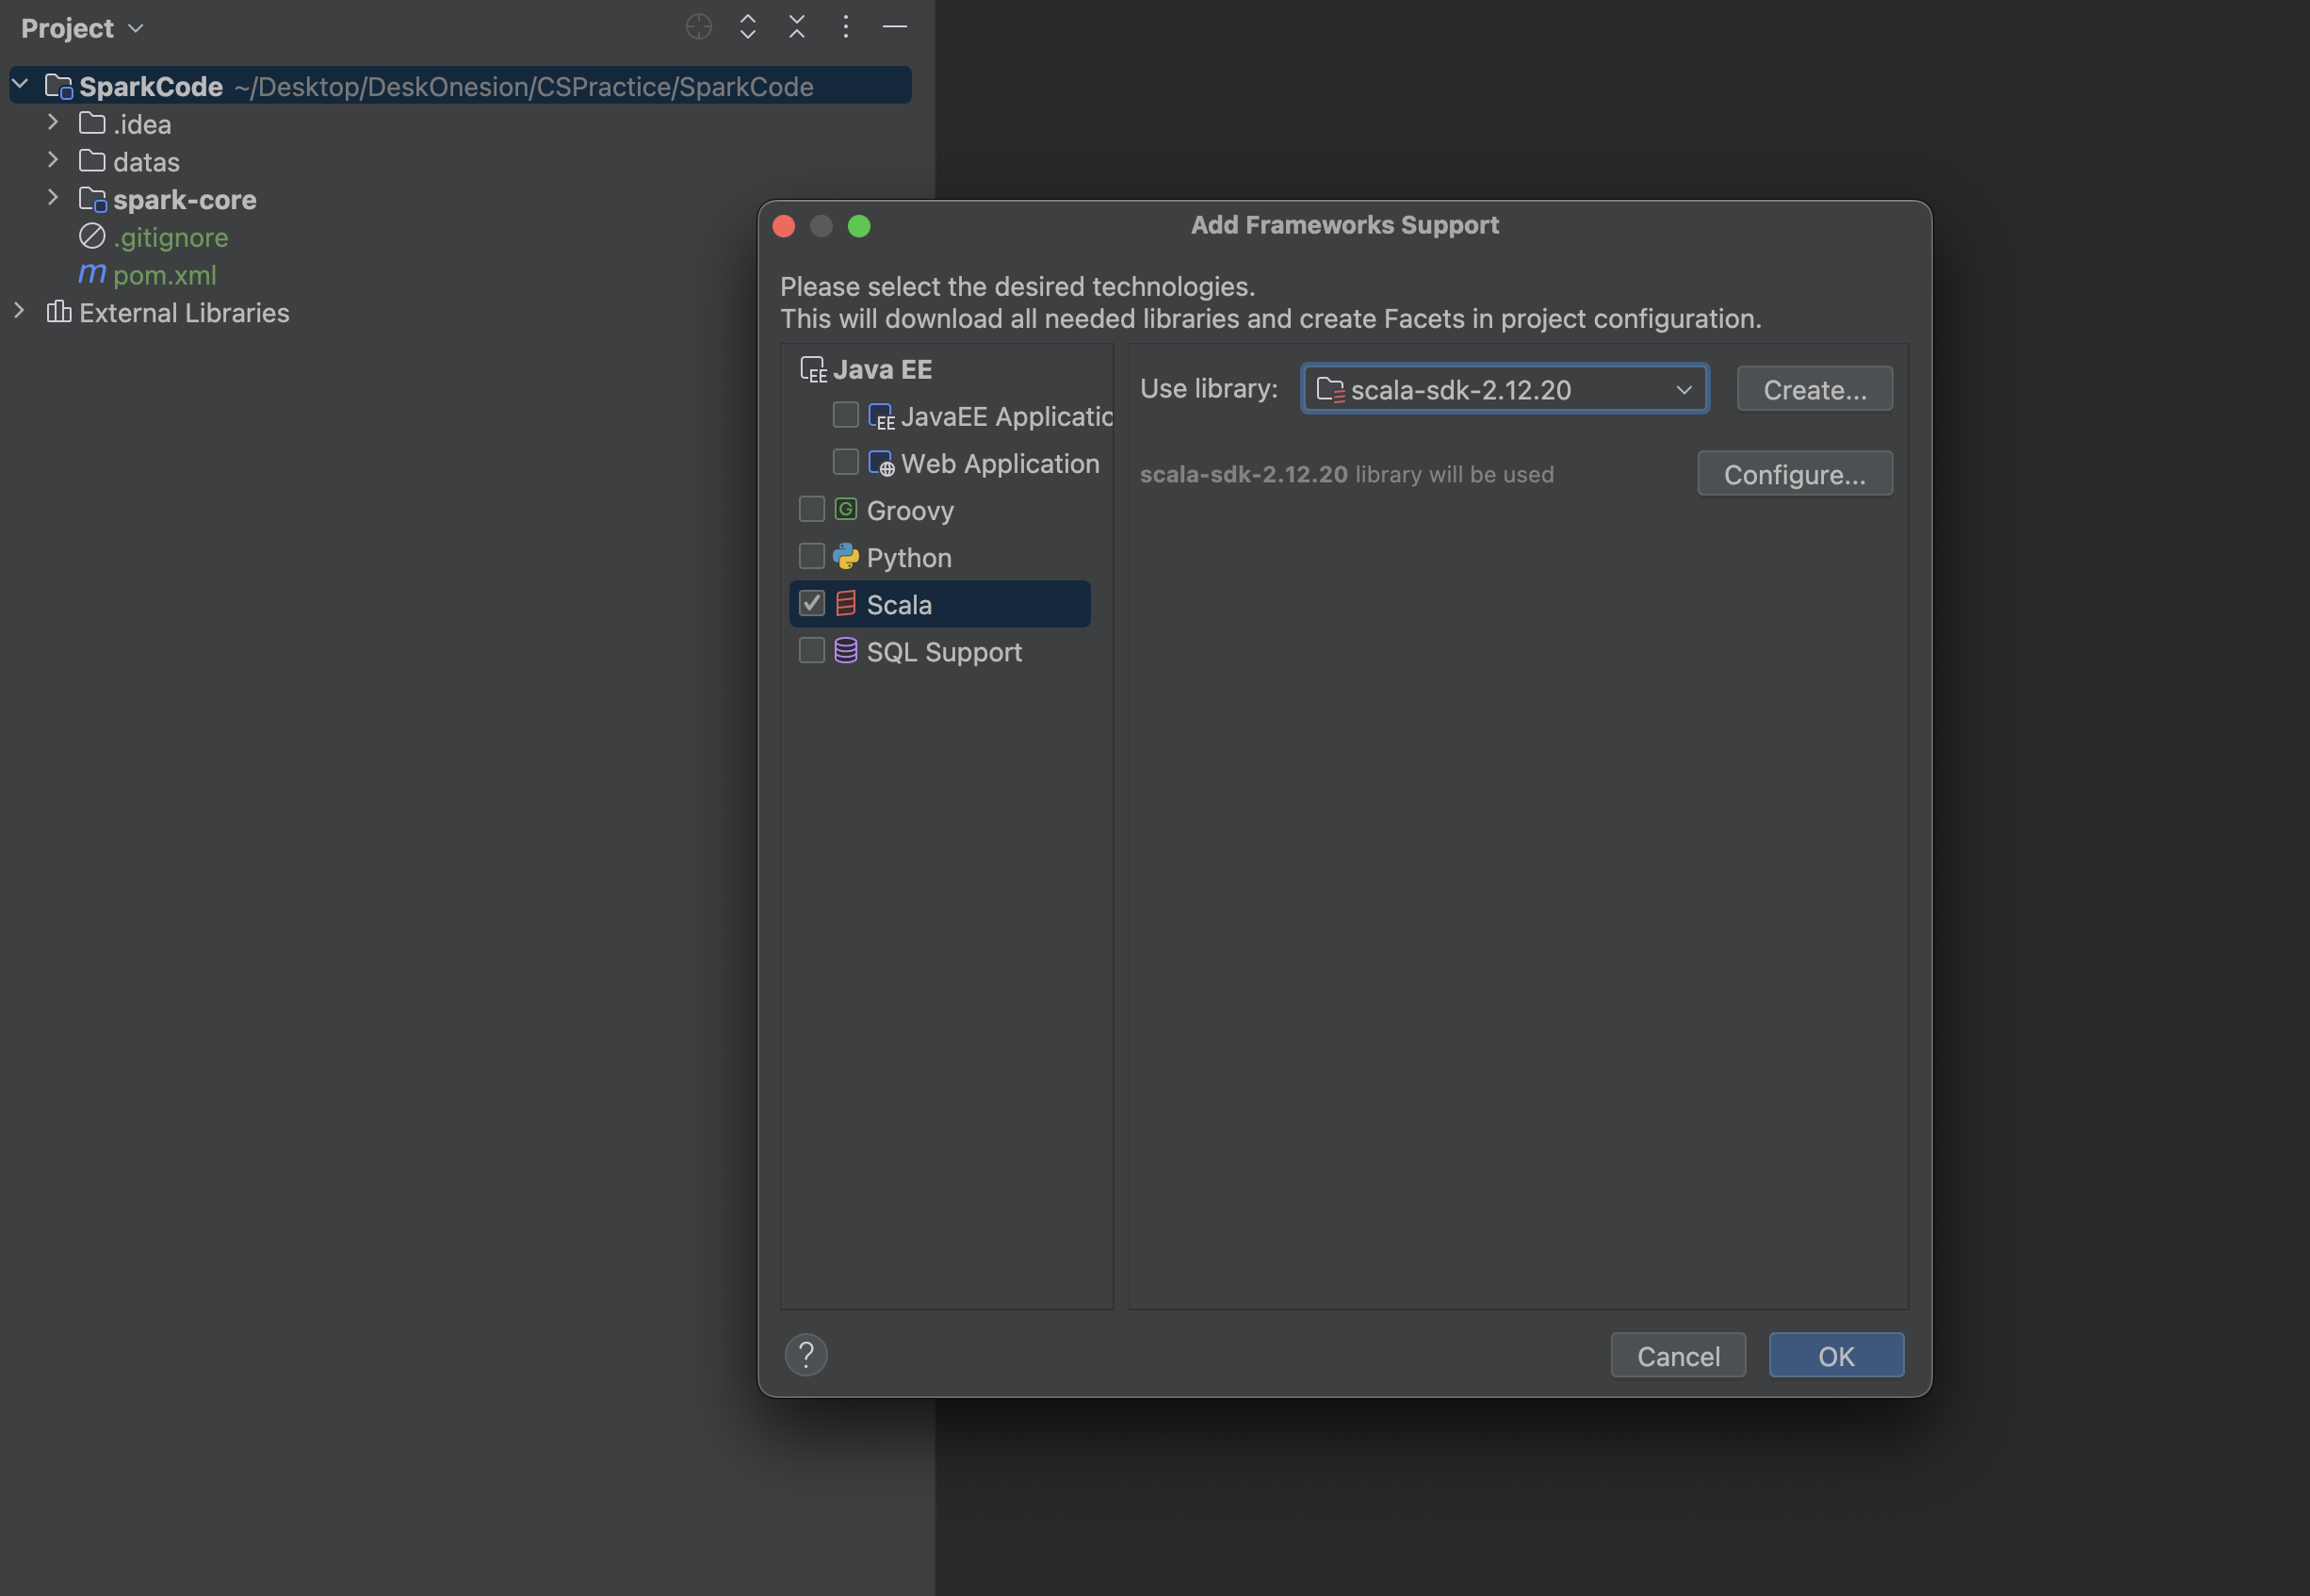 Project
SparkCode ~/Desktop/DeskOnesion/CSPractice/SparkCode
.idea
datas
spark-core
.gitignore
m pom.xml
External Libraries
Add Frameworks Support
Please select the desired technologies.
This will download all needed libraries and create Facets in project configuration.
EE Java EE
EE JavaEE Applicatio
Web Application
G Groovy
Python
Scala
SQL Support
Use library: scala-sdk-2.12.20 Create...
scala-sdk-2.12.20 library will be used Configure...
? Cancel OK